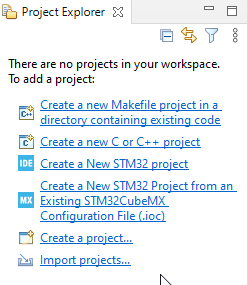 Project Explorer
There are no projects in your workspace.
To add a project:
Create a new Makefile project in a
directory containing existing code
Create a new C or C++ project
IDE Create a New STM32 project
Create a New STM32 Project from an
MX Existing STM32CubeMX
Configuration File (.ioc)
Create a project...
Import projects...